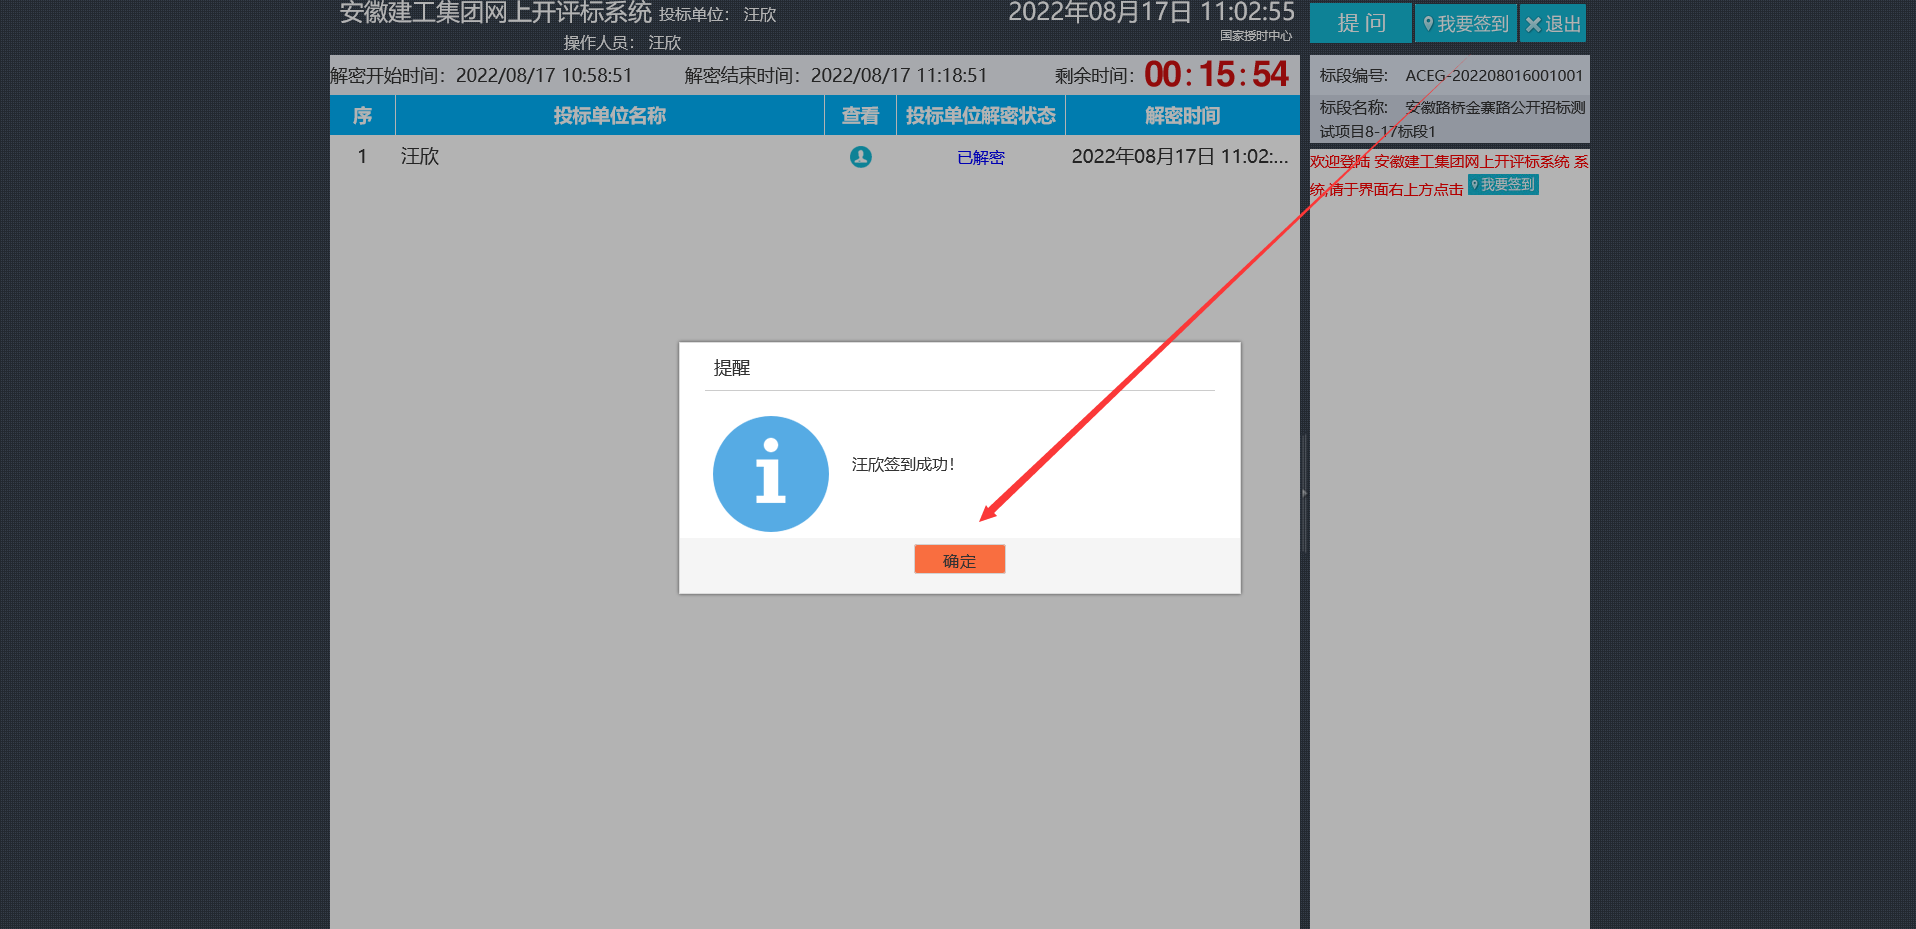 安徽建工集团网上开评标系统 投标单位： 汪欣
操作人员： 汪欣
2022年08月17日 11:02:55
国家授时中心
提 问
我要签到
退出
解密开始时间：2022/08/17 10:58:51 解密结束时间：2022/08/17 11:18:51 剩余时间：00:15:54
序 投标单位名称 查看 投标单位解密状态 解密时间
1 汪欣 已解密 2022年08月17日 11:02:...
标段编号: ACEG-202208016001001
标段名称: 安徽路桥金寨路公开招标测
试项目8-17标段1
欢迎登陆 安徽建工集团网上开评标系统 系
统,请于界面右上方点击 我要签到
提醒
汪欣签到成功！
确定